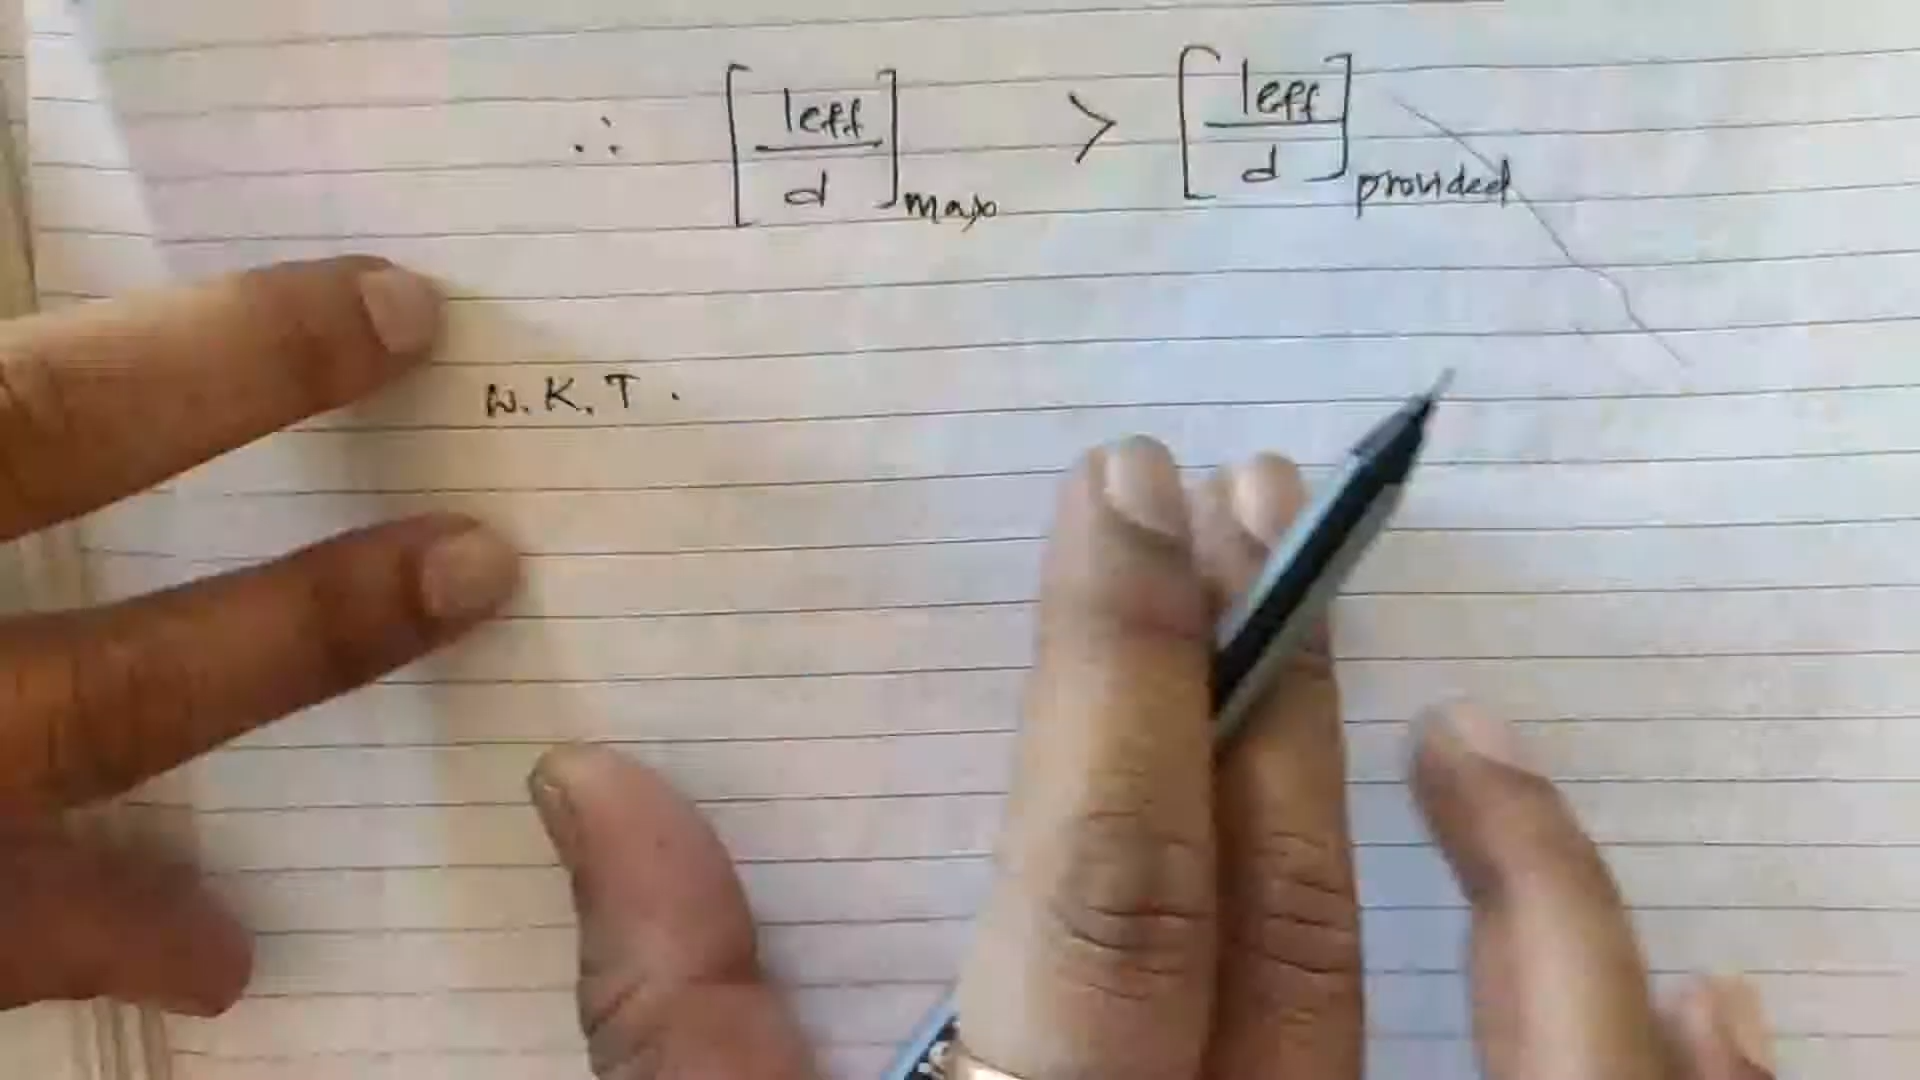 ∴ [leff/d]max > [leff/d]provided
W.K.T.